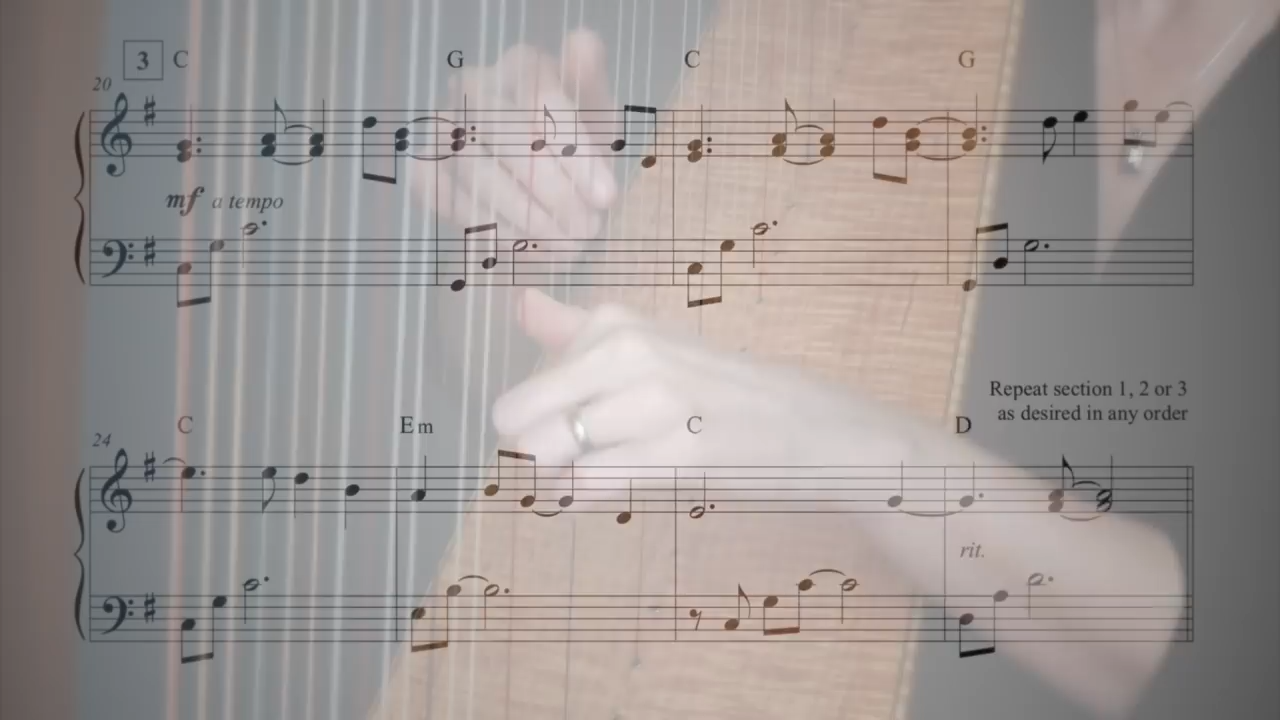 3 C G C G
20
mf a tempo
Repeat section 1, 2 or 3
as desired in any order
C Em C D
24
rit.